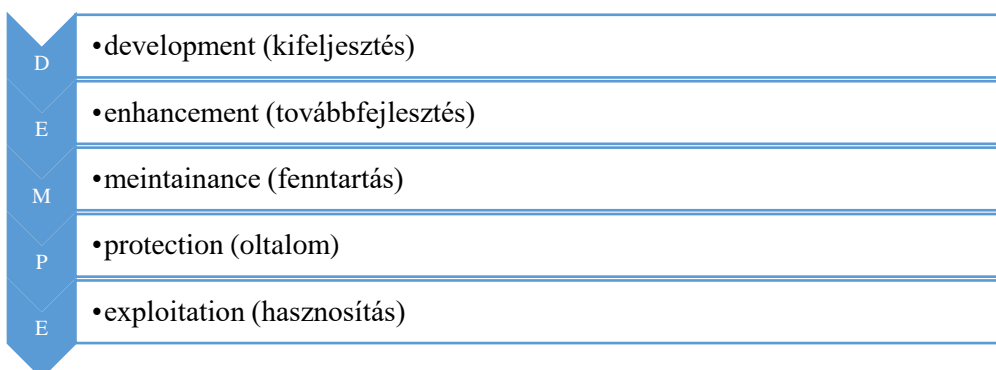 D
•development (kifeljesztés)
E
•enhancement (továbbfejlesztés)
M
•meintainance (fenntartás)
P
•protection (oltalom)
E
•exploitation (hasznosítás)